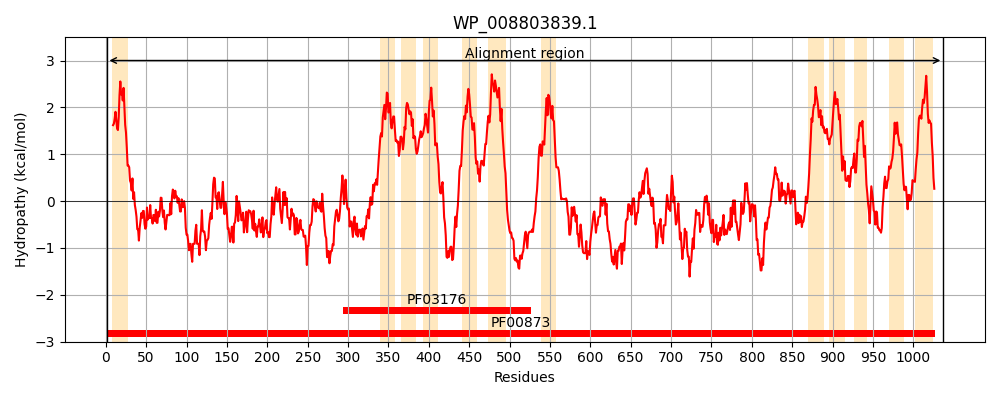 WP_008803839.1
Alignment region
Hydropathy (kcal/mol)
3
2
1
0
−1
−2
−3
PF03176
PF00873
0 50 100 150 200 250 300 350 400 450 500 550 600 650 700 750 800 850 900 950 1000
Residues